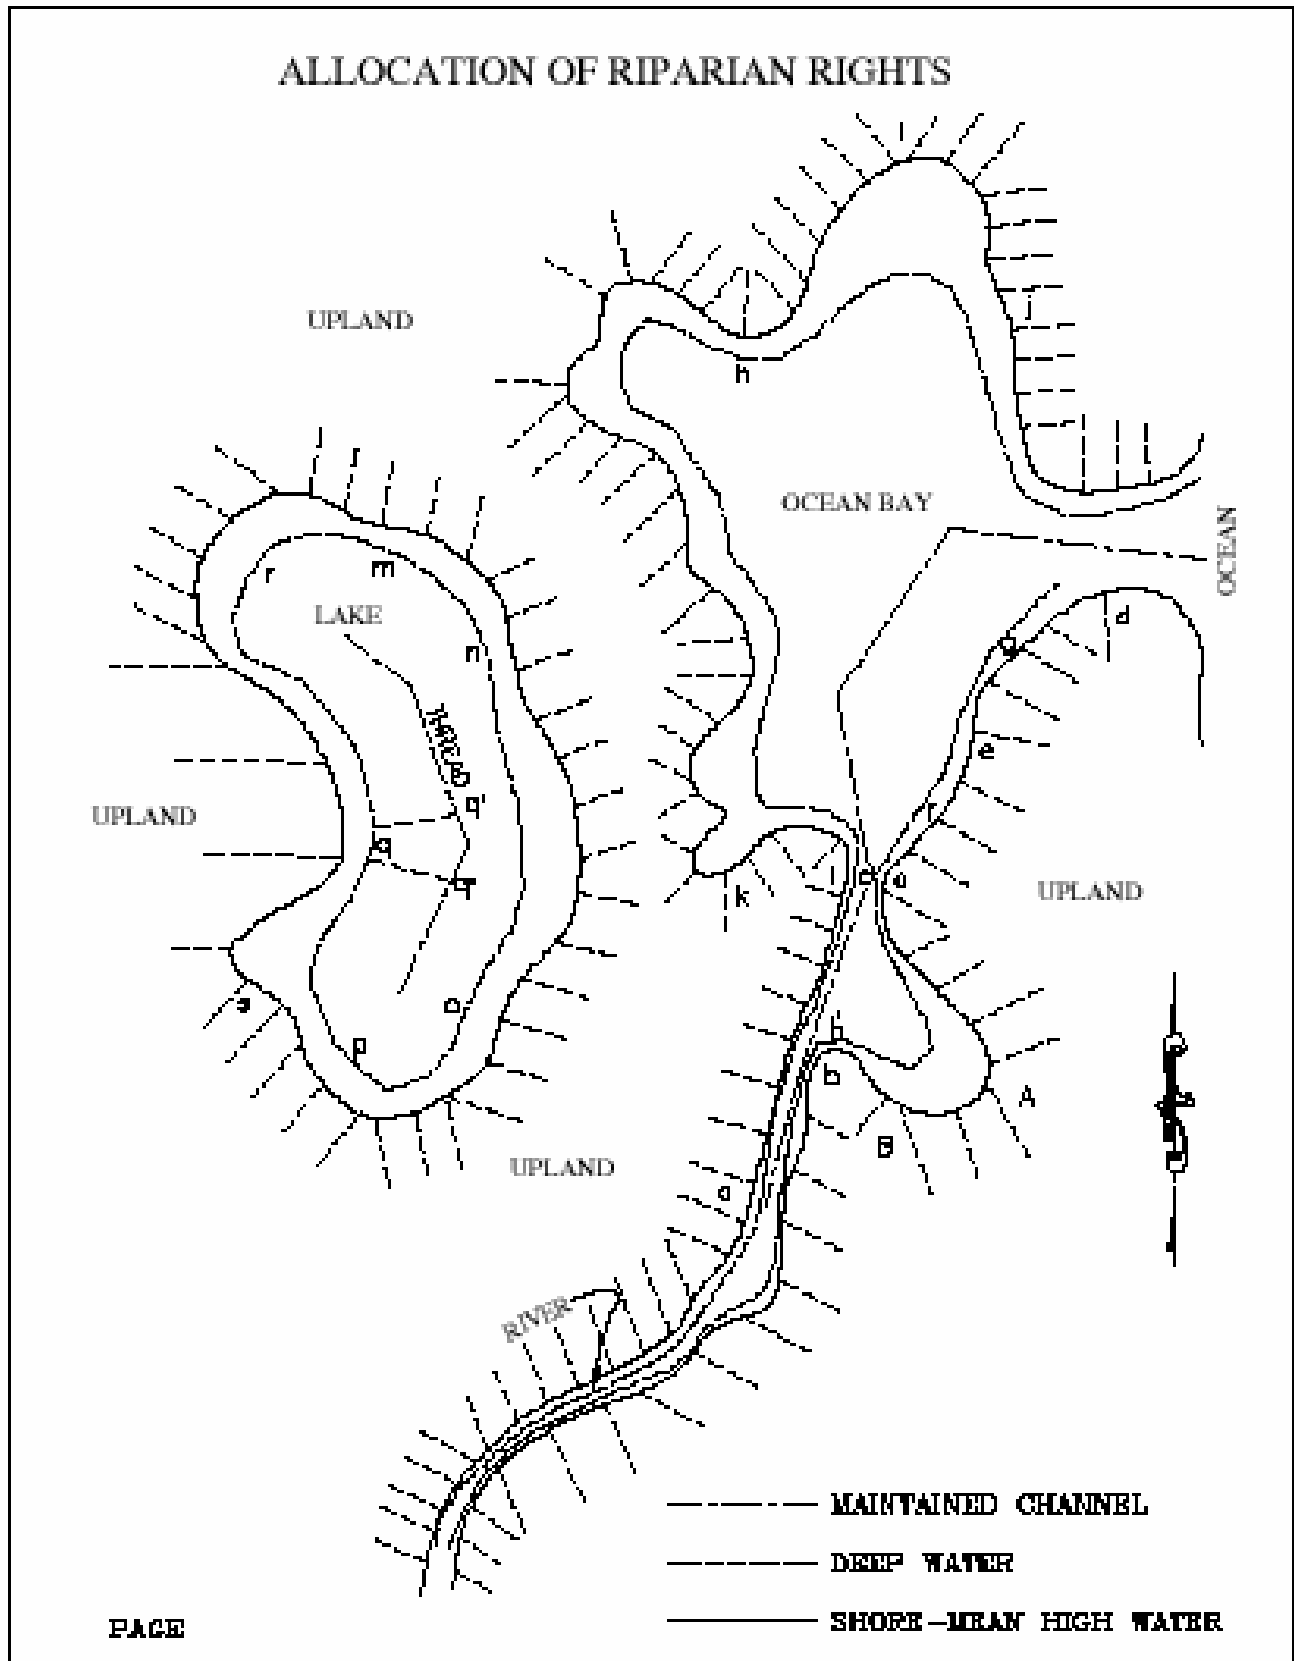 ALLOCATION OF RIPARIAN RIGHTS
l
UPLAND
j
h
OCEAN BAY
OCEAN
r
m
LAKE
d
n
g
THREAD
e
q'
UPLAND
f
q
UPLAND
k
i
c
s
o
p
b
A
B
UPLAND
a
RIVER
MAINTAINED CHANNEL
DEEP WATER
SHORE-MEAN HIGH WATER
PAGE